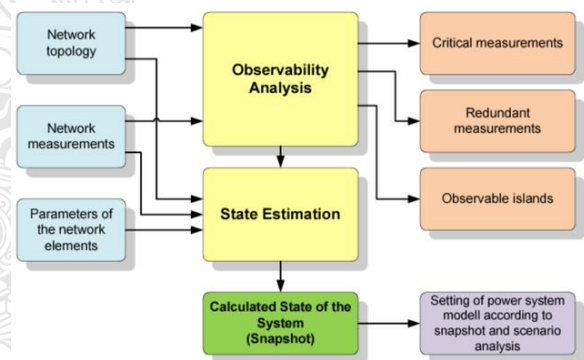 Network
topology
Network
measurements
Parameters of
the network
elements
Observability
Analysis
State Estimation
Calculated State of the
System
(Snapshot)
Critical measurements
Redundant
measurements
Observable islands
Setting of power system
modell according to
snapshot and scenario
analysis